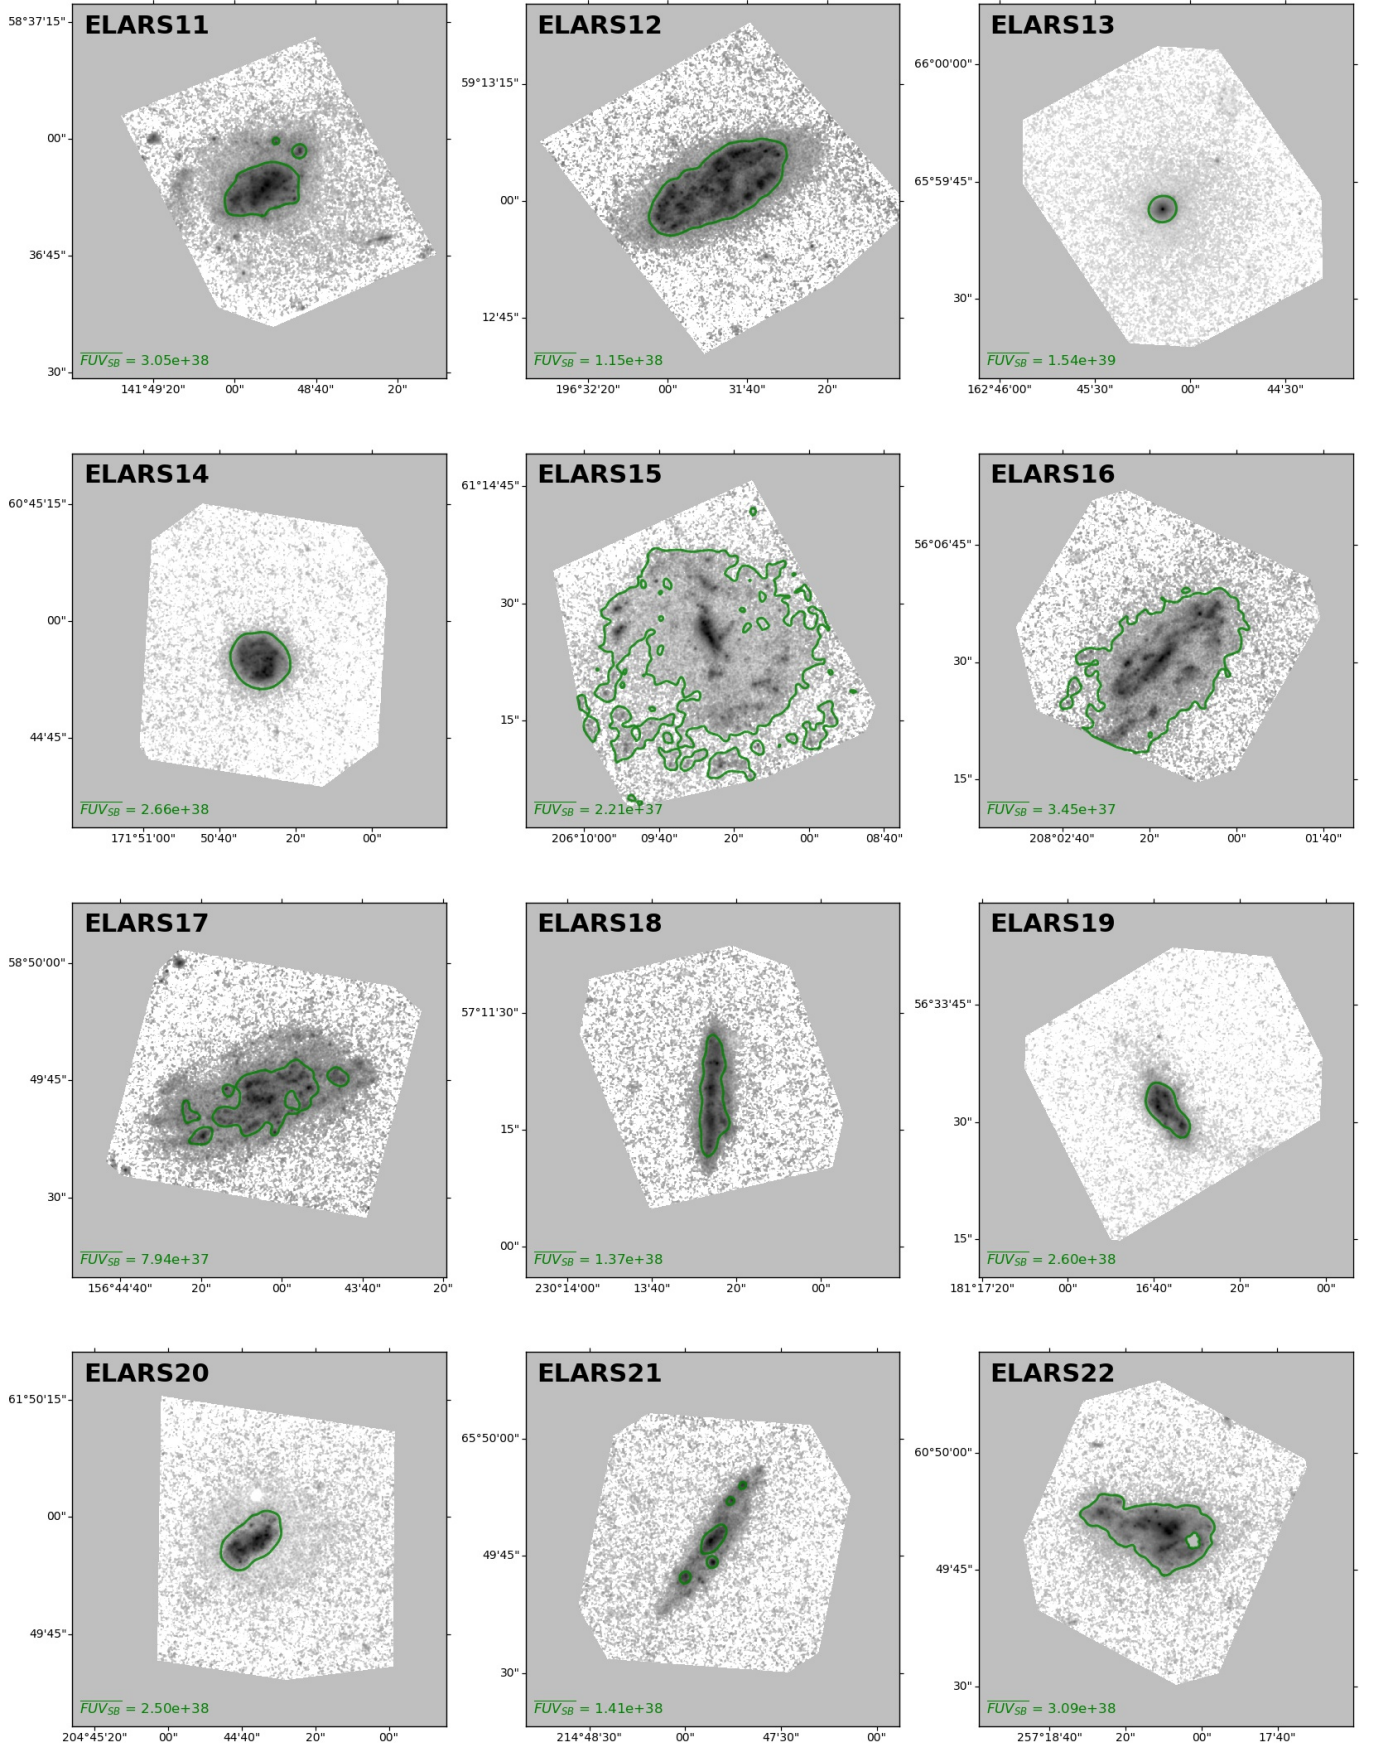 ELARS11
58°37'15"
00"
36'45"
30"
FUV_SB = 3.05e+38
141°49'20" 00" 48'40" 20"
ELARS12
59°13'15"
00"
12'45"
FUV_SB = 1.15e+38
196°32'20" 00" 31'40" 20"
ELARS13
66°00'00"
65°59'45"
30"
FUV_SB = 1.54e+39
162°46'00" 45'30" 00" 44'30"
ELARS14
60°45'15"
00"
44'45"
FUV_SB = 2.66e+38
171°51'00" 50'40" 20" 00"
ELARS15
61°14'45"
30"
15"
FUV_SB = 2.21e+37
206°10'00" 09'40" 20" 00" 08'40"
ELARS16
56°06'45"
30"
15"
FUV_SB = 3.45e+37
208°02'40" 20" 00" 01'40"
ELARS17
58°50'00"
49'45"
30"
FUV_SB = 7.94e+37
156°44'40" 20" 00" 43'40" 20"
ELARS18
57°11'30"
15"
00"
FUV_SB = 1.37e+38
230°14'00" 13'40" 20" 00"
ELARS19
56°33'45"
30"
15"
FUV_SB = 2.60e+38
181°17'20" 00" 16'40" 20" 00"
ELARS20
61°50'15"
00"
49'45"
FUV_SB = 2.50e+38
204°45'20" 00" 44'40" 20" 00"
ELARS21
65°50'00"
49'45"
30"
FUV_SB = 1.41e+38
214°48'30" 00" 47'30" 00"
ELARS22
60°50'00"
49'45"
30"
FUV_SB = 3.09e+38
257°18'40" 20" 00" 17'40"